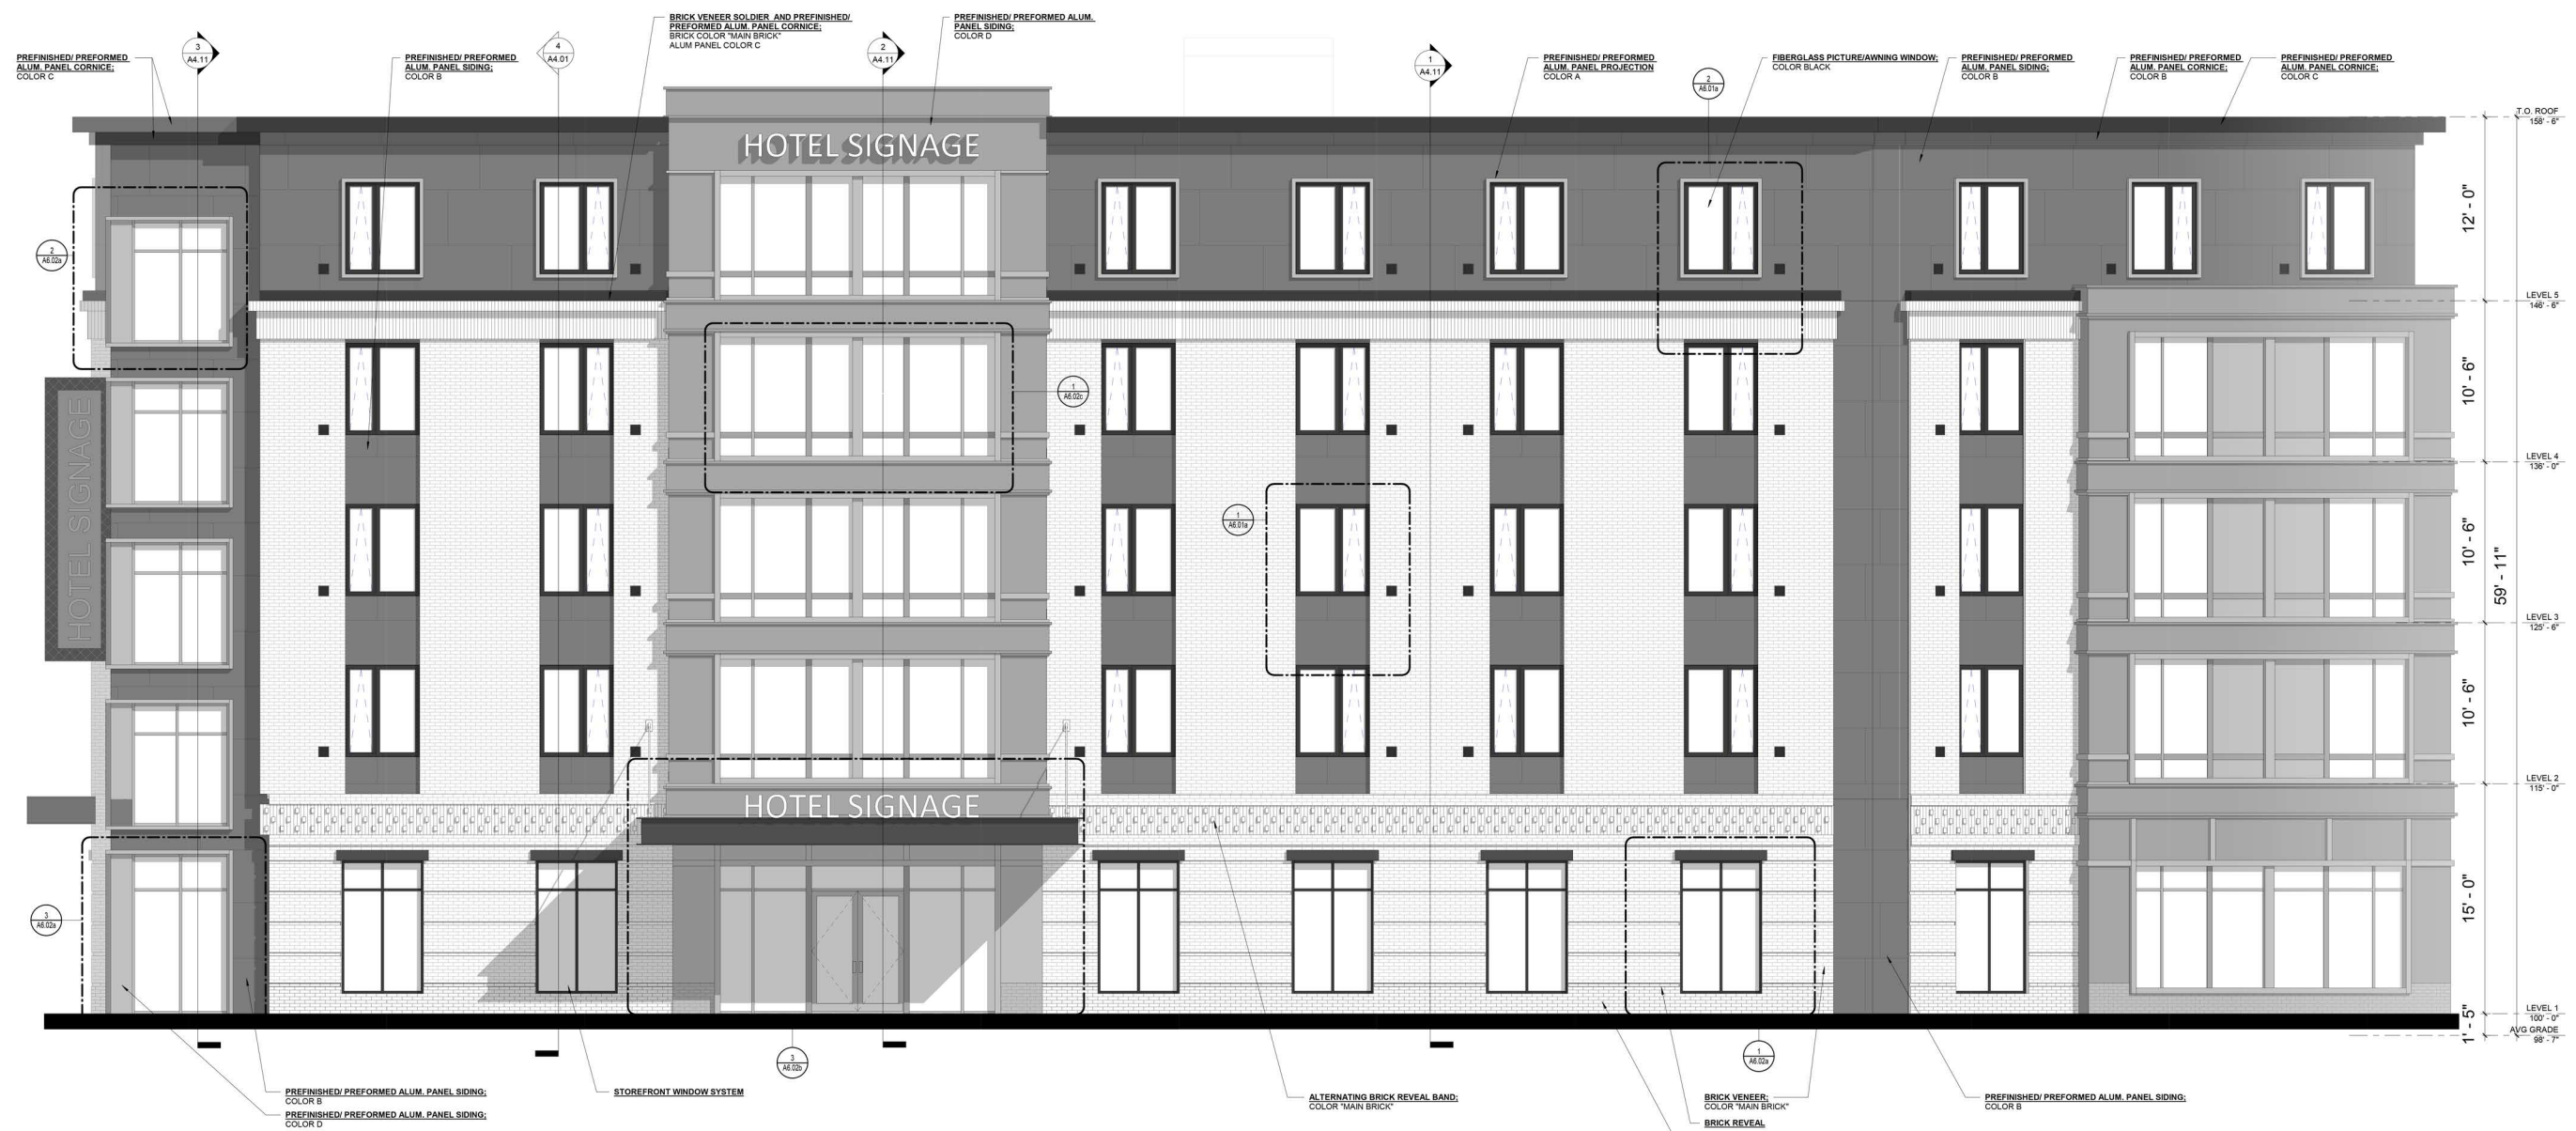 BRICK VENEER SOLDIER AND PREFINISHED/
PREFORMED ALUM. PANEL CORNICE;
BRICK COLOR "MAIN BRICK"
ALUM PANEL COLOR C
PREFINISHED/ PREFORMED ALUM.
PANEL SIDING;
COLOR D
PREFINISHED/ PREFORMED
ALUM. PANEL CORNICE;
COLOR C
3
A4.11
PREFINISHED/ PREFORMED
ALUM. PANEL SIDING;
COLOR B
4
A4.01
2
A4.11
1
A4.11
PREFINISHED/ PREFORMED
ALUM. PANEL PROJECTION
COLOR A
2
A6.01a
FIBERGLASS PICTURE/AWNING WINDOW;
COLOR BLACK
PREFINISHED/ PREFORMED
ALUM. PANEL SIDING;
COLOR B
PREFINISHED/ PREFORMED
ALUM. PANEL CORNICE;
COLOR B
PREFINISHED/ PREFORMED
ALUM. PANEL CORNICE;
COLOR C
T.O. ROOF
158' - 6"
HOTEL SIGNAGE
12' - 0"
2
A6.02a
LEVEL 5
146' - 6"
10' - 6"
1
A6.02c
HOTEL SIGNAGE
LEVEL 4
136' - 0"
1
A6.01a
10' - 6"
59' - 11"
LEVEL 3
125' - 6"
10' - 6"
LEVEL 2
115' - 0"
HOTEL SIGNAGE
15' - 0"
3
A6.02a
LEVEL 1
100' - 0"
1' - 5"
AVG GRADE
98' - 7"
3
A6.02b
1
A6.02a
PREFINISHED/ PREFORMED ALUM. PANEL SIDING;
COLOR B
PREFINISHED/ PREFORMED ALUM. PANEL SIDING;
COLOR D
STOREFRONT WINDOW SYSTEM
ALTERNATING BRICK REVEAL BAND;
COLOR "MAIN BRICK"
BRICK VENEER;
COLOR "MAIN BRICK"
BRICK REVEAL
PREFINISHED/ PREFORMED ALUM. PANEL SIDING;
COLOR B